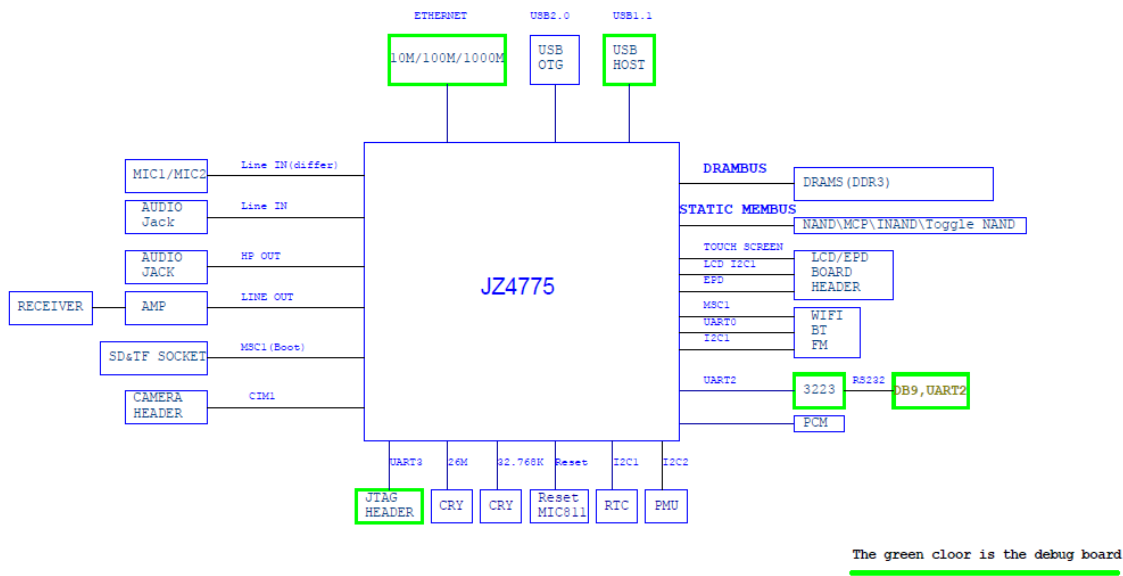 ETHERNET
USB2.0
USB1.1
10M/100M/1000M
USB
OTG
USB
HOST
MIC1/MIC2
Line IN(differ)
AUDIO
Jack
Line IN
AUDIO
JACK
HP OUT
RECEIVER
AMP
LINE OUT
SD&TF SOCKET
MSC1(Boot)
CAMERA
HEADER
CIM1
JZ4775
DRAMBUS
DRAMS(DDR3)
STATIC MEMBUS
NAND\MCP\INAND\Toggle NAND
TOUCH SCREEN
LCD I2C1
EPD
LCD/EPD
BOARD
HEADER
MSC1
UART0
I2C1
WIFI
BT
FM
UART2
3223
RS232
DB9,UART2
PCM
UART3
26M
32.768K
Reset
I2C1
I2C2
JTAG
HEADER
CRY
CRY
Reset
MIC811
RTC
PMU
The green cloor is the debug board